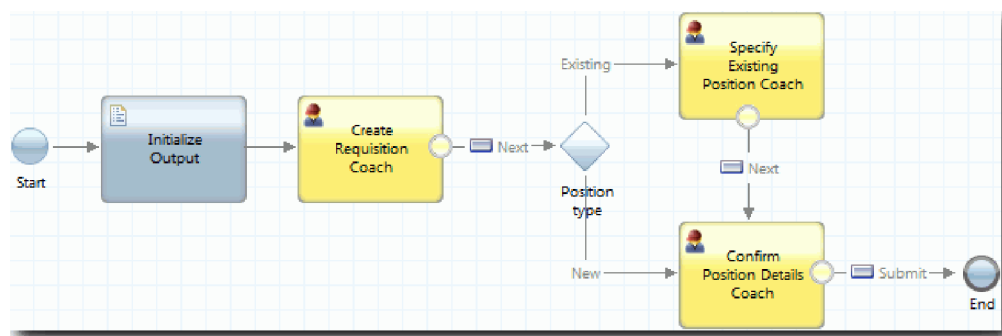 Start
Initialize
Output
Create
Requisition
Coach
Next
Position
type
Existing
New
Specify
Existing
Position Coach
Next
Confirm
Position Details
Coach
Submit
End